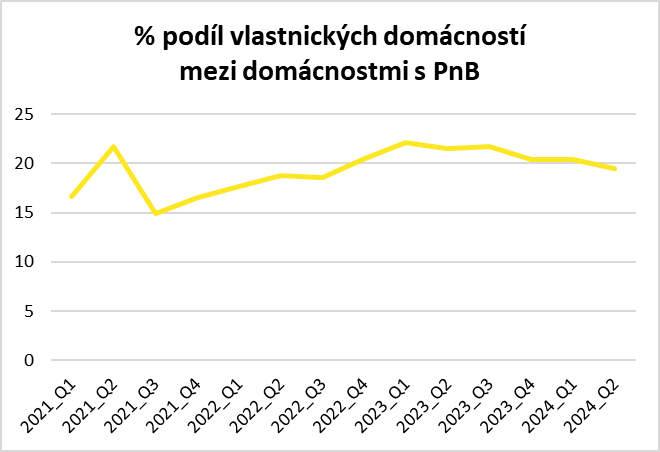 % podíl vlastnických domácností
mezi domácnostmi s PnB
25
20
15
10
5
0
2021_Q1
2021_Q2
2021_Q3
2021_Q4
2022_Q1
2022_Q2
2022_Q3
2022_Q4
2023_Q1
2023_Q2
2023_Q3
2023_Q4
2024_Q1
2024_Q2